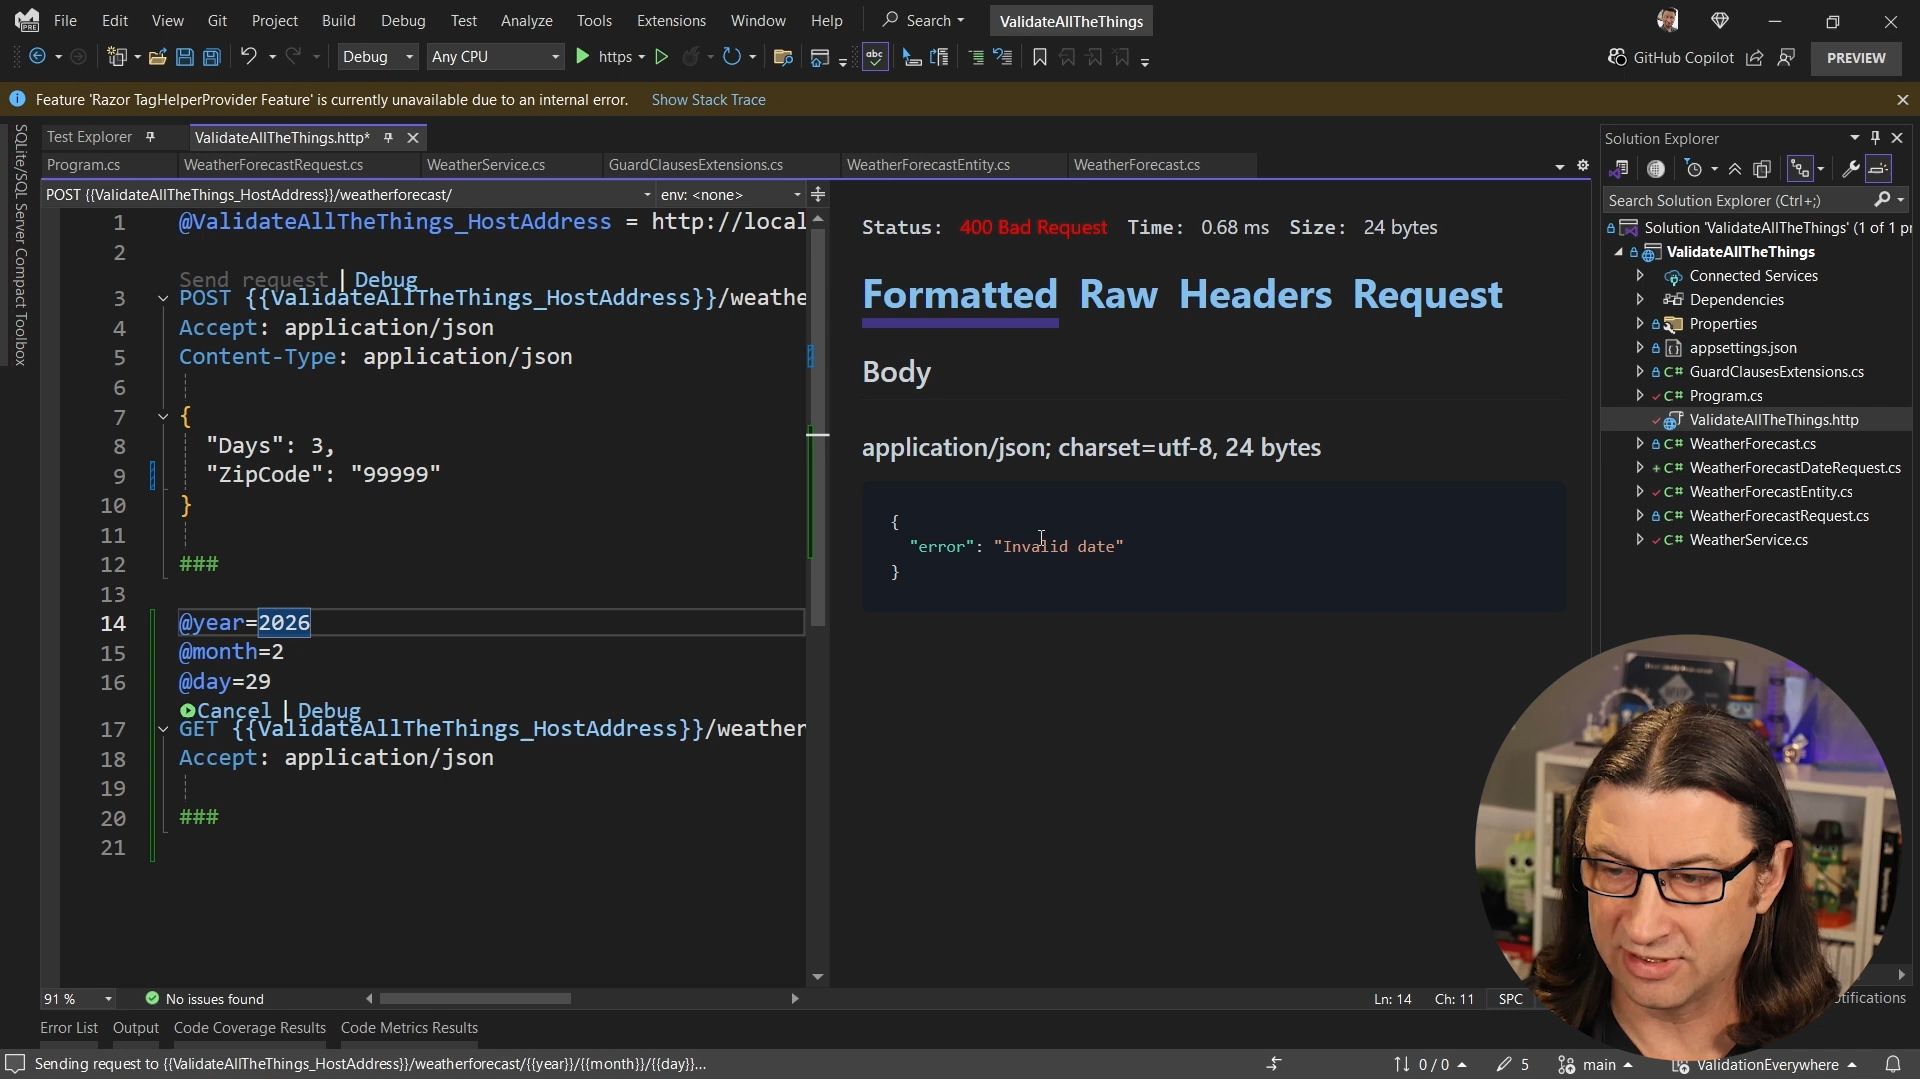 File Edit View Git Project Build Debug Test Analyze Tools Extensions Window Help Search ValidateAllTheThings
Debug Any CPU https GitHub Copilot PREVIEW
Feature 'Razor TagHelperProvider Feature' is currently unavailable due to an internal error. Show Stack Trace
SQLite/SQL Server Compact Toolbox
Test Explorer ValidateAllTheThings.http*
Program.cs WeatherForecastRequest.cs WeatherService.cs GuardClausesExtensions.cs WeatherForecastEntity.cs WeatherForecast.cs
POST {{ValidateAllTheThings_HostAddress}}/weatherforecast/ env: <none>
1 @ValidateAllTheThings_HostAddress = http://local
2
Send request | Debug
3 POST {{ValidateAllTheThings_HostAddress}}/weathe
4 Accept: application/json
5 Content-Type: application/json
6
7 {
8 "Days": 3,
9 "ZipCode": "99999"
10 }
11
12 ###
13
14 @year=2026
15 @month=2
16 @day=29
Cancel | Debug
17 GET {{ValidateAllTheThings_HostAddress}}/weather
18 Accept: application/json
19
20 ###
21
Status: 400 Bad Request Time: 0.68 ms Size: 24 bytes
Formatted Raw Headers Request
Body
application/json; charset=utf-8, 24 bytes
{
"error": "Invalid date"
}
Solution Explorer
Search Solution Explorer (Ctrl+;)
Solution 'ValidateAllTheThings' (1 of 1 pr
ValidateAllTheThings
Connected Services
Dependencies
Properties
appsettings.json
C# GuardClausesExtensions.cs
C# Program.cs
ValidateAllTheThings.http
C# WeatherForecast.cs
C# WeatherForecastDateRequest.cs
C# WeatherForecastEntity.cs
C# WeatherForecastRequest.cs
C# WeatherService.cs
91 % No issues found Ln: 14 Ch: 11 SPC
Error List Output Code Coverage Results Code Metrics Results
Sending request to {{ValidateAllTheThings_HostAddress}}/weatherforecast/{{year}}/{{month}}/{{day}}... 0 / 0 5 main ValidationEverywhere